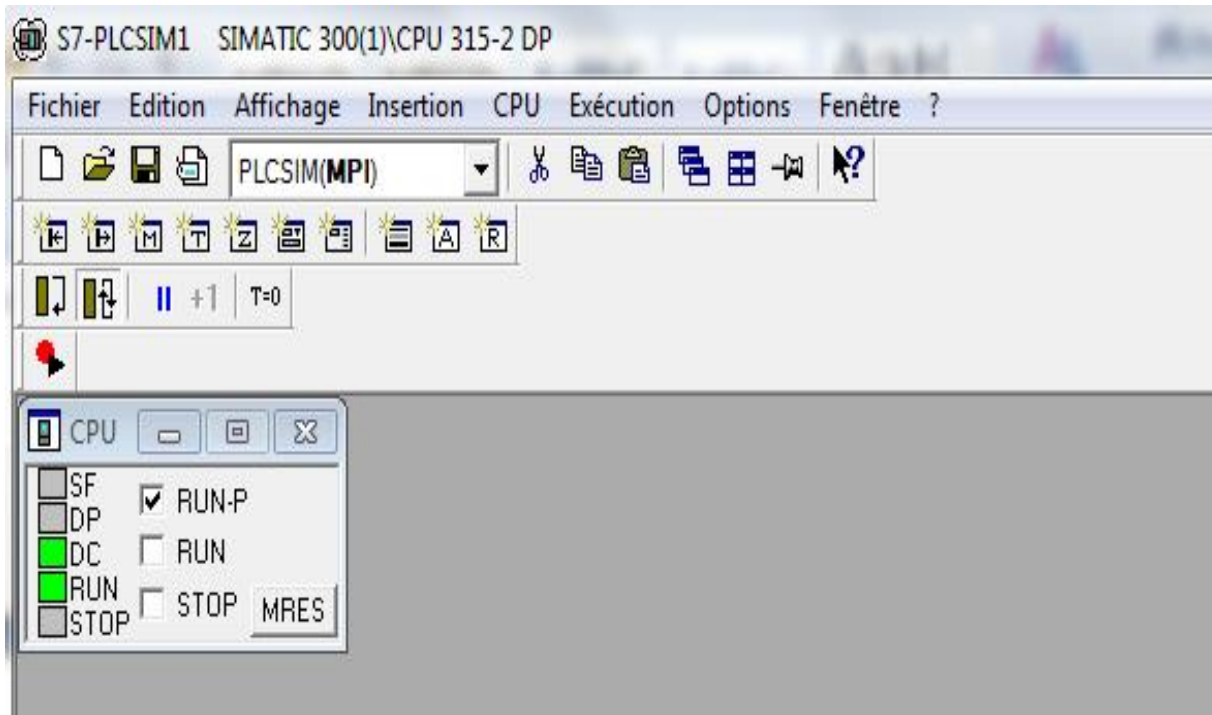 S7-PLCSIM1 SIMATIC 300(1)\CPU 315-2 DP
Fichier Edition Affichage Insertion CPU Exécution Options Fenêtre ?
PLCSIM(MPI)
M T Z A R
+1 T=0
CPU
SF
DP
DC
RUN
STOP
RUN-P
RUN
STOP MRES